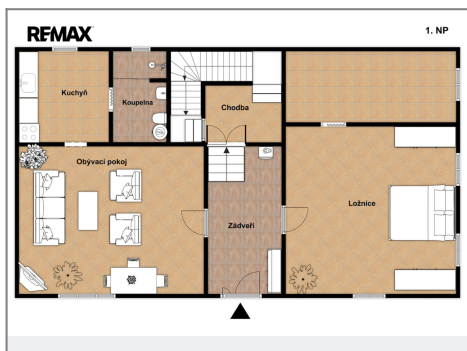 RE/MAX
1. NP
Kuchyň
Koupelna
Chodba
Obývací pokoj
Ložnice
Zádveří